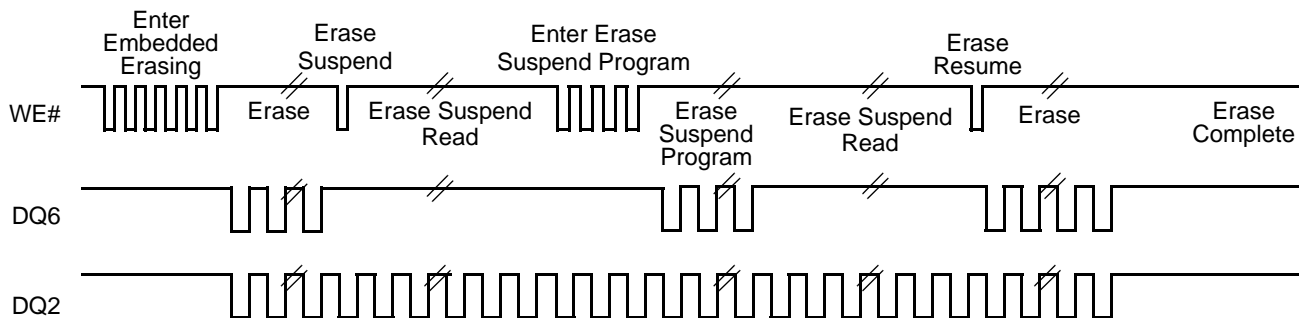 Enter
Embedded
Erasing
Erase
Suspend
Enter Erase
Suspend Program
Erase
Resume
WE#
Erase
Erase Suspend
Read
Erase
Suspend
Program
Erase Suspend
Read
Erase
Erase
Complete
DQ6
DQ2